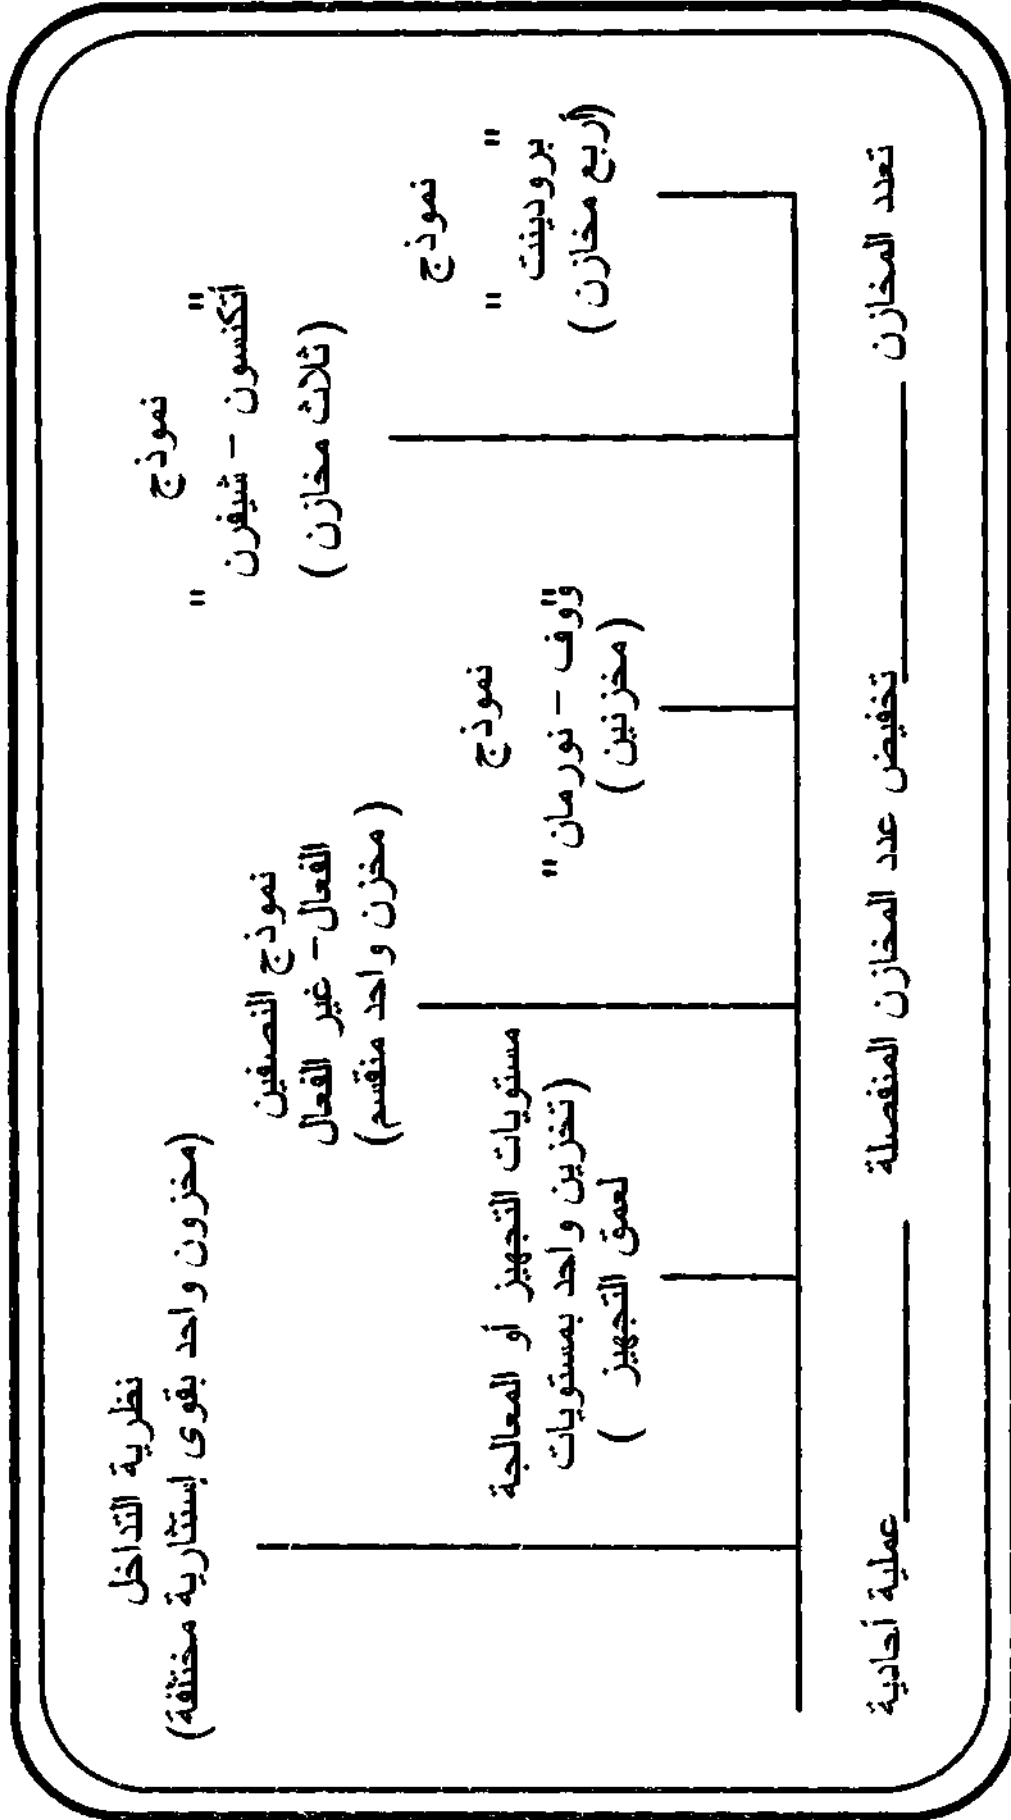 نموذج
" برودينت "
(أربع مخازن )
نموذج
" أتكنسون - شيفرن "
(ثلاث مخازن )
نموذج
"ووف - نورمان "
(مخزنين )
نموذج النصفين
الفعال- غير الفعال
( مخزن واحد منقسم)
مستويات التجهيز أو المعالجة
(تخزين واحد بمستويات
لعمق التجهيز )
نظرية التداخل
(مخزون واحد بقوى إستثارية مختلفة)
تعدد المخازن
تخفيض عدد المخازن المنفصلة
عملية أحادية